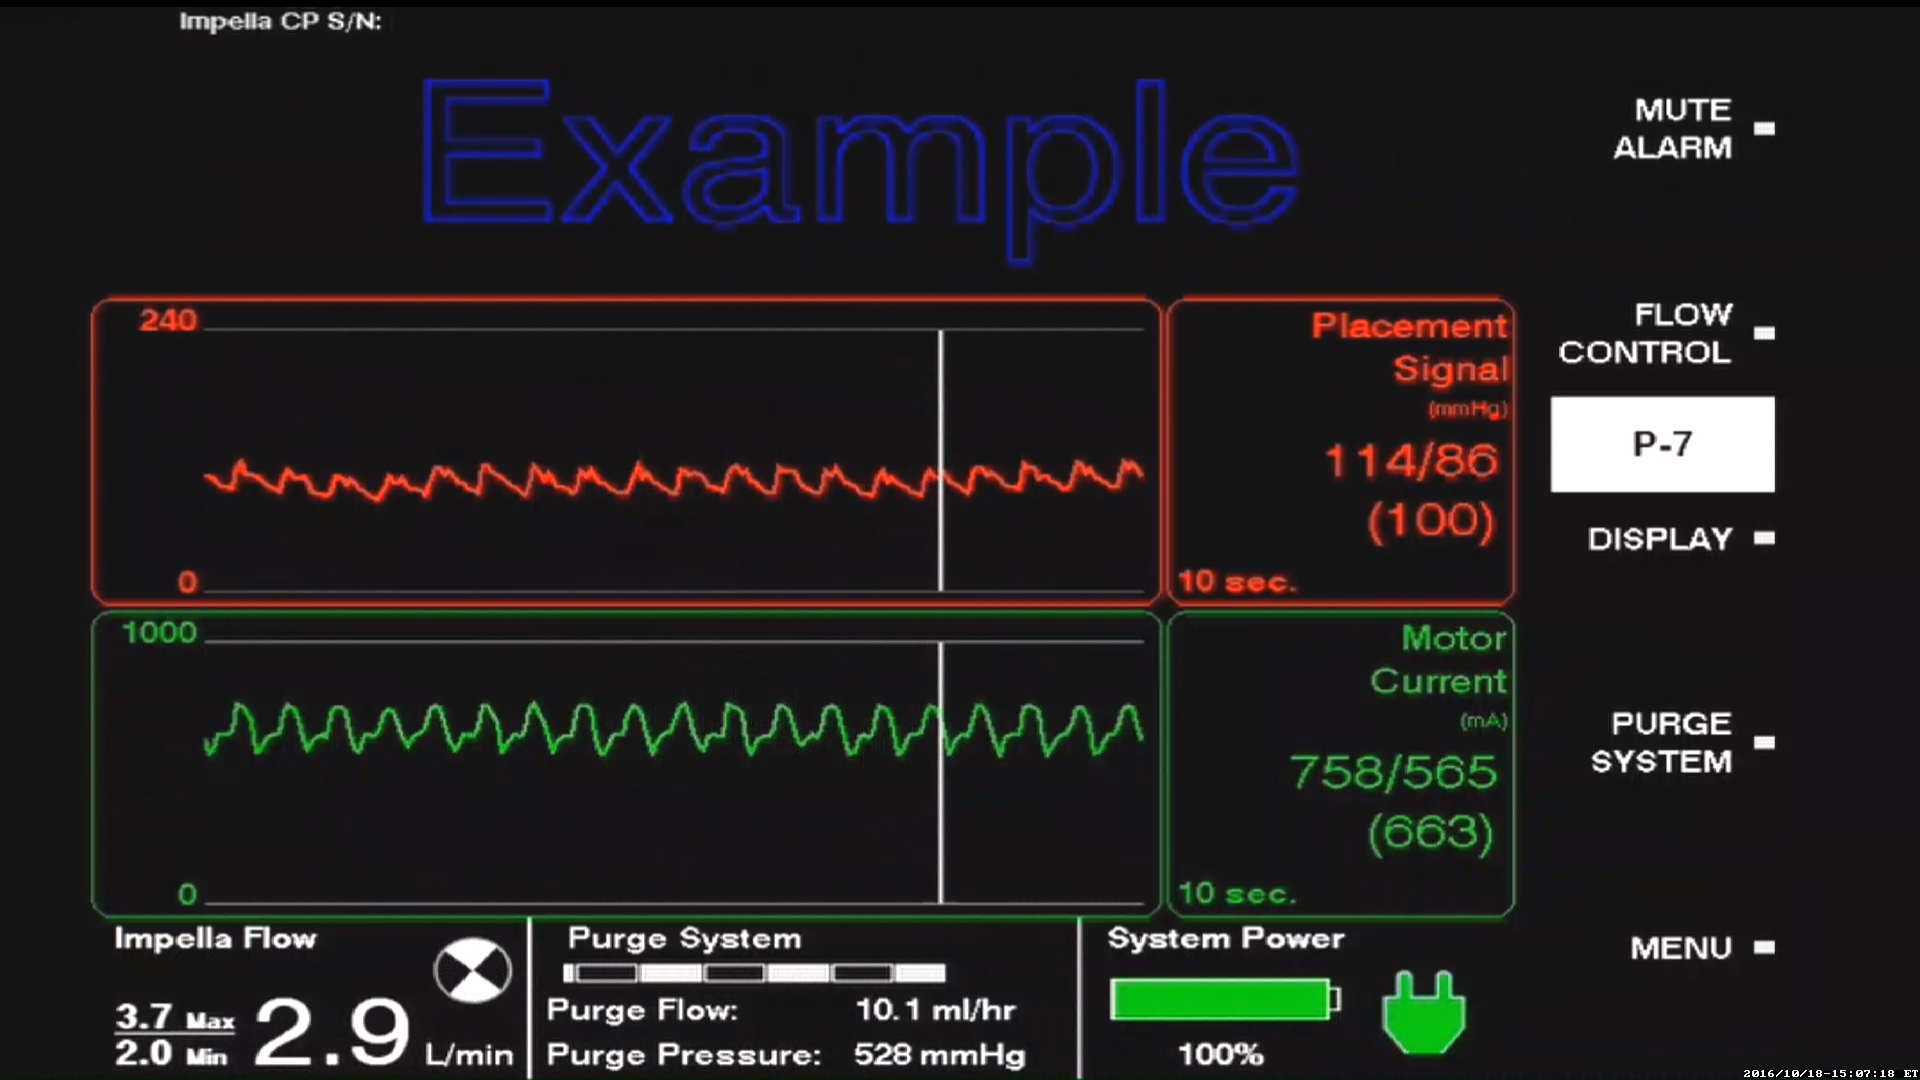 Impella CP S/N:
Example
MUTE
ALARM
FLOW
CONTROL
P-7
DISPLAY
PURGE
SYSTEM
MENU
240
0
Placement
Signal
(mmHg)
114/86
(100)
10 sec.
1000
0
Motor
Current
(mA)
758/565
(663)
10 sec.
Impella Flow
3.7 Max
2.0 Min
2.9 L/min
Purge System
Purge Flow: 10.1 ml/hr
Purge Pressure: 528 mmHg
System Power
100%
2016/10/18-15:07:18 ET